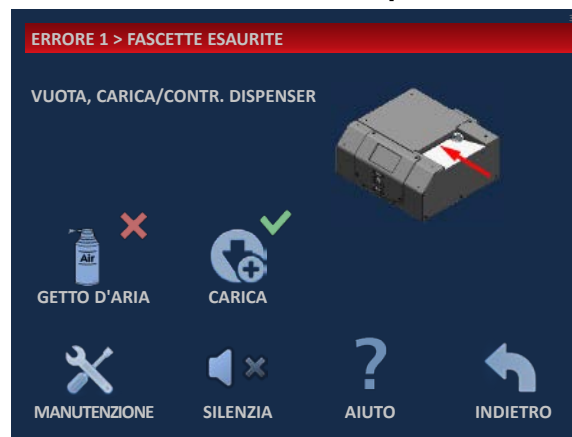 ERRORE 1 > FASCETTE ESAURITE
VUOTA, CARICA/CONTR. DISPENSER
Air
GETTO D'ARIA
CARICA
MANUTENZIONE
SILENZIA
?
AIUTO
INDIETRO